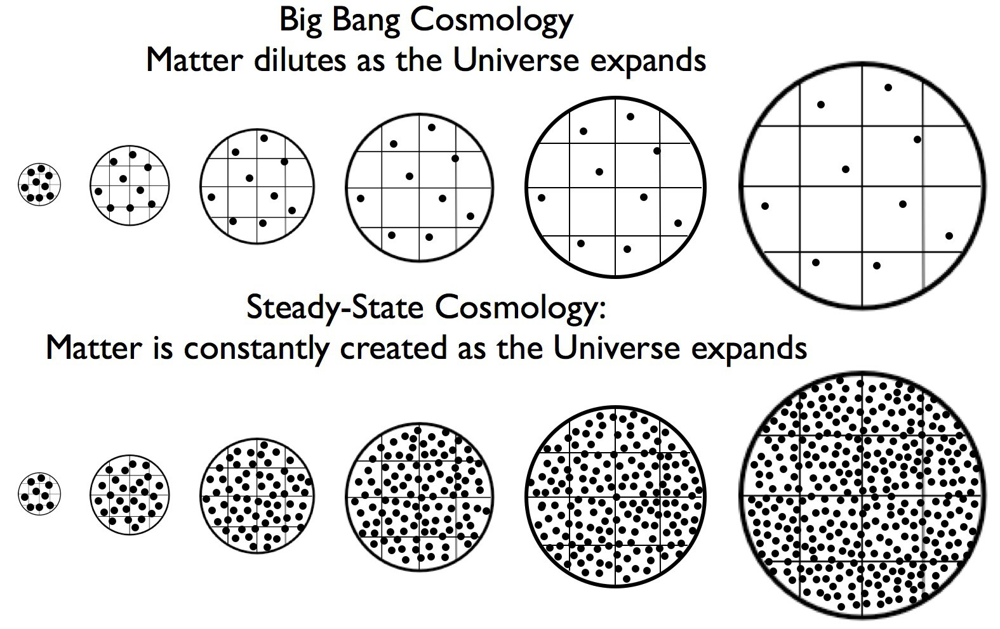 Big Bang Cosmology
Matter dilutes as the Universe expands
Steady-State Cosmology:
Matter is constantly created as the Universe expands